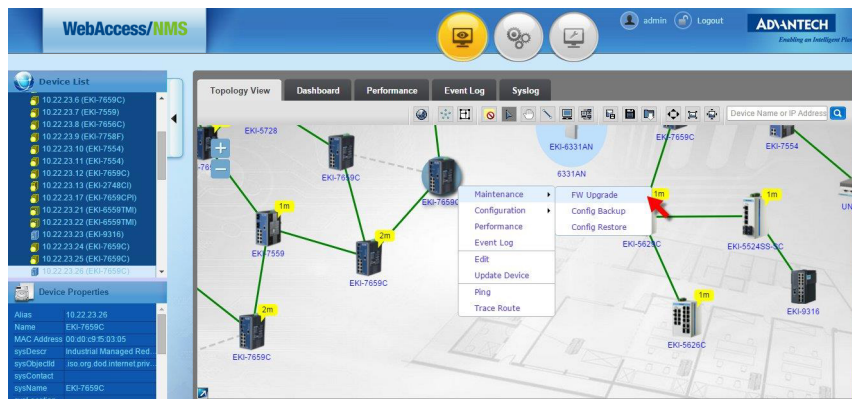 WebAccess/NMS
admin
Logout
ADVANTECH
Enabling an Intelligent Plan
Device List
10.22.23.6 (EKI-7659C)
10.22.23.7 (EKI-7559)
10.22.23.8 (EKI-7656C)
10.22.23.9 (EKI-7758F)
10.22.23.10 (EKI-7554)
10.22.23.11 (EKI-7554)
10.22.23.12 (EKI-7659C)
10.22.23.13 (EKI-2748CI)
10.22.23.17 (EKI-7659CPI)
10.22.23.21 (EKI-6559TMI)
10.22.23.22 (EKI-6559TMI)
10.22.23.23 (EKI-9316)
10.22.23.24 (EKI-7659C)
10.22.23.25 (EKI-7659C)
10.22.23.26 (EKI-7659C)
Device Properties
Alias 10.22.23.26
Name EKI-7659C
MAC Address 00:d0:c9:f5:03:05
sysDescr Industrial Managed Red...
sysObjectId .iso.org.dod.internet.priv...
sysContact
sysName EKI-7659C
Topology View
Dashboard
Performance
Event Log
Syslog
Device Name or IP Address
EKI-5728
EKI-6331AN
EKI-7659C
EKI-7554
6331AN
EKI-7659C
EKI-7659C
Maintenance
Configuration
Performance
Event Log
Edit
Update Device
Ping
Trace Route
FW Upgrade
Config Backup
Config Restore
1m
1m
1m
UN
2m
EKI-7559
EKI-5629C
EKI-5524SS-SC
EKI-7659C
1m
2m
EKI-9316
EKI-5626C
EKI-7659C